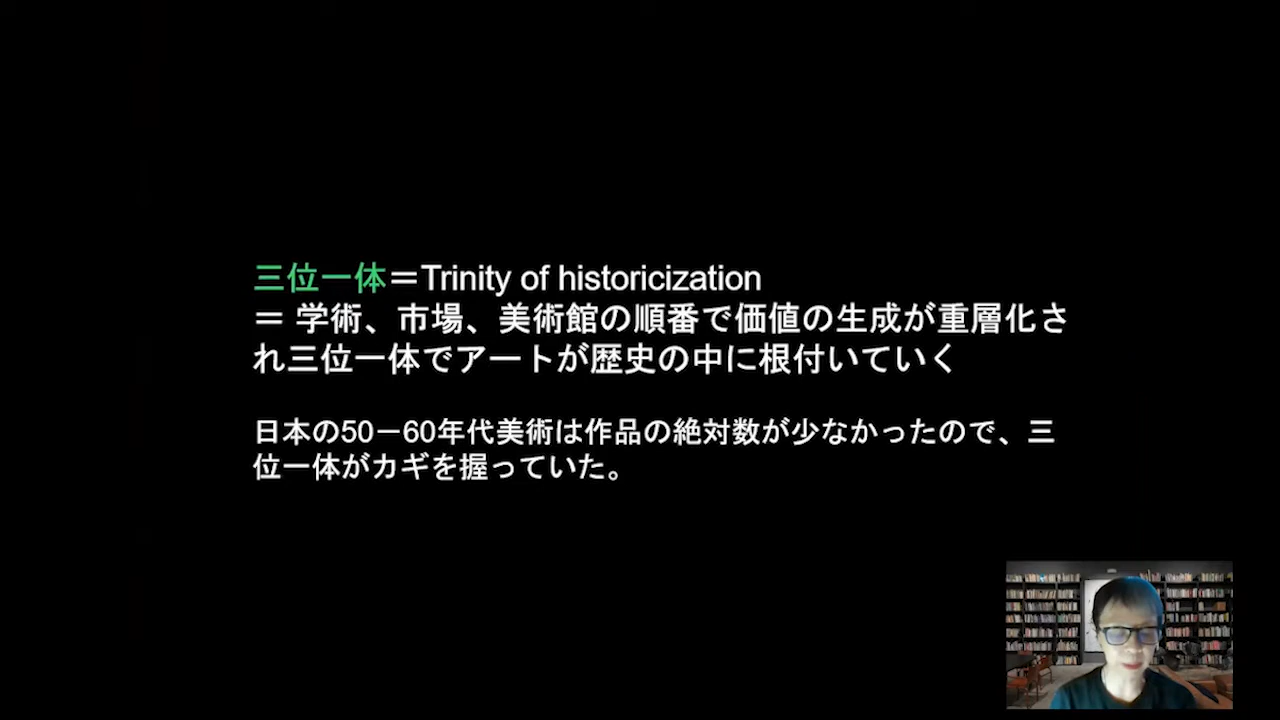 三位一体＝Trinity of historicization
＝ 学術、市場、美術館の順番で価値の生成が重層化さ
れ三位一体でアートが歴史の中に根付いていく
日本の50－60年代美術は作品の絶対数が少なかったので、三
位一体がカギを握っていた。